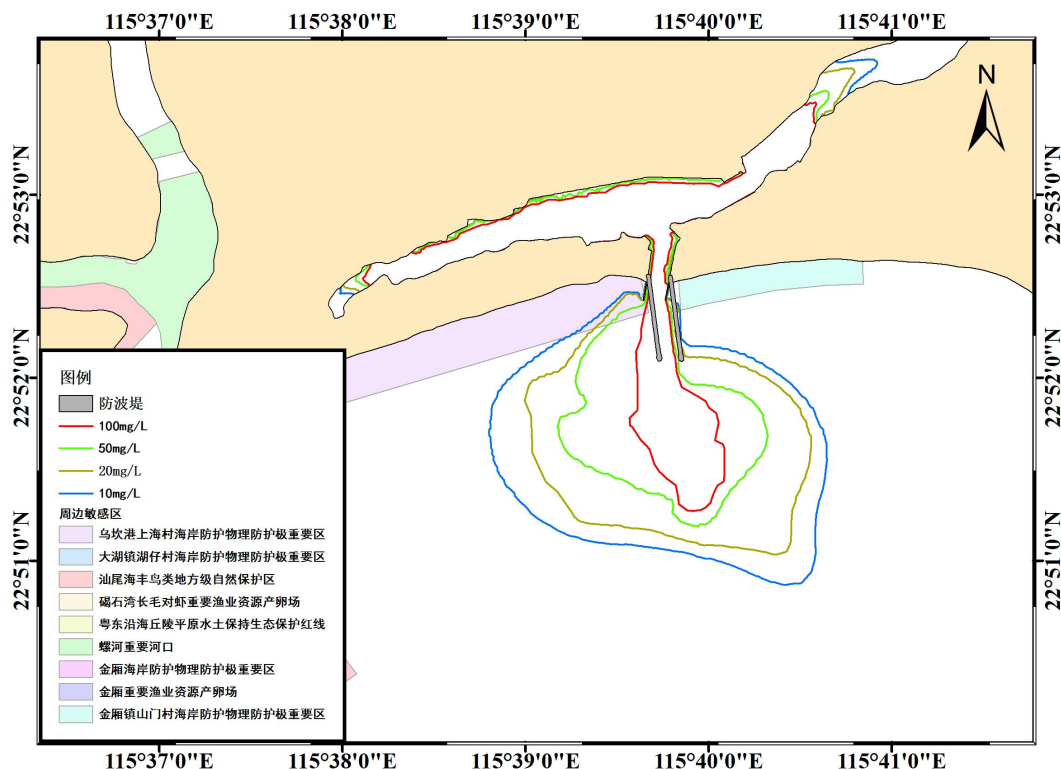 115°37'0"E 115°38'0"E 115°39'0"E 115°40'0"E 115°41'0"E
N
22°53'0"N 22°53'0"N
22°52'0"N 22°52'0"N
22°51'0"N 22°51'0"N
图例
防波堤
100mg/L
50mg/L
20mg/L
10mg/L
周边敏感区
乌坎港上海村海岸防护物理防护极重要区
大湖镇湖仔村海岸防护物理防护极重要区
汕尾海丰鸟类地方级自然保护区
碣石湾长毛对虾重要渔业资源产卵场
粤东沿海丘陵平原水土保持生态保护红线
螺河重要河口
金厢海岸防护物理防护极重要区
金厢重要渔业资源产卵场
金厢镇山门村海岸防护物理防护极重要区
115°37'0"E 115°38'0"E 115°39'0"E 115°40'0"E 115°41'0"E